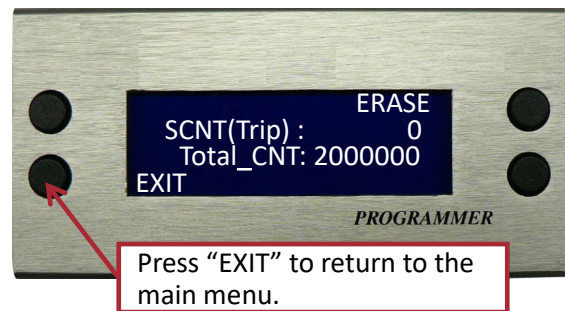 ERASE
SCNT(Trip) : 0
Total_CNT: 2000000
EXIT
PROGRAMMER
Press “EXIT” to return to the
main menu.